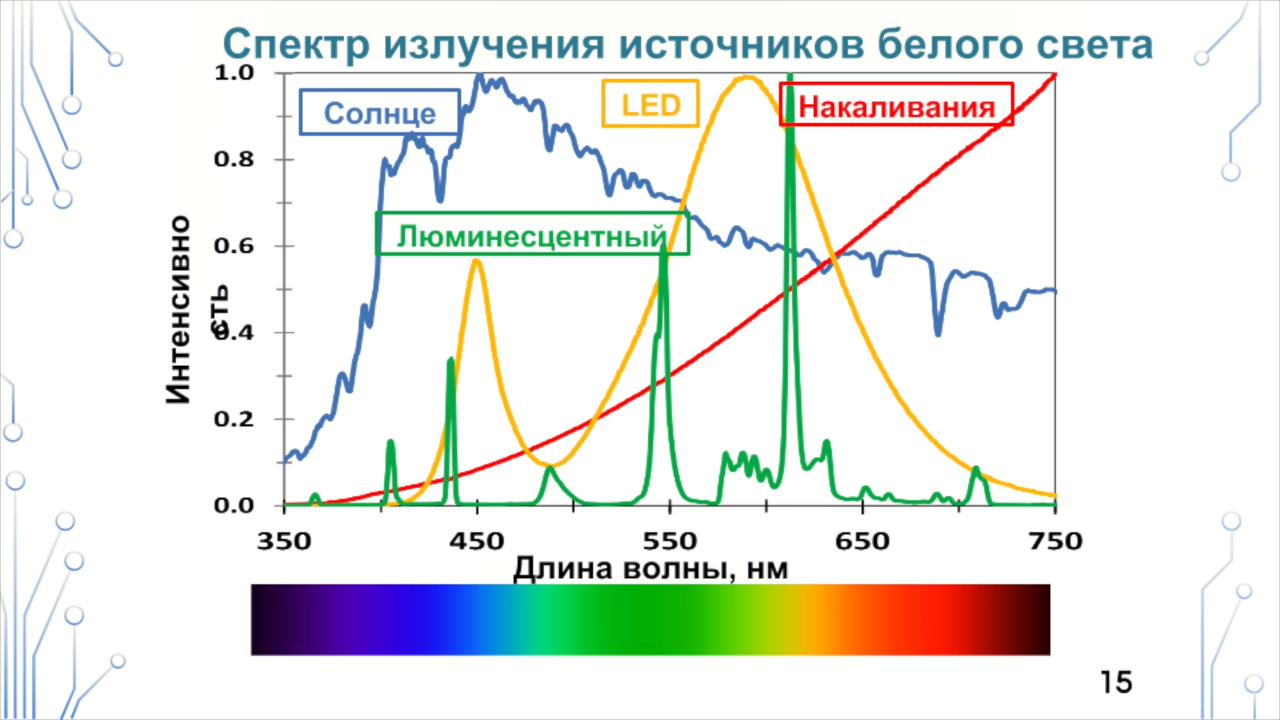 Спектр излучения источников белого света
1.0
Солнце
LED
Накаливания
0.8
Люминесцентный
0.6
Интенсивно
сть
0.4
0.2
0.0
350 450 550 650 750
Длина волны, нм
15